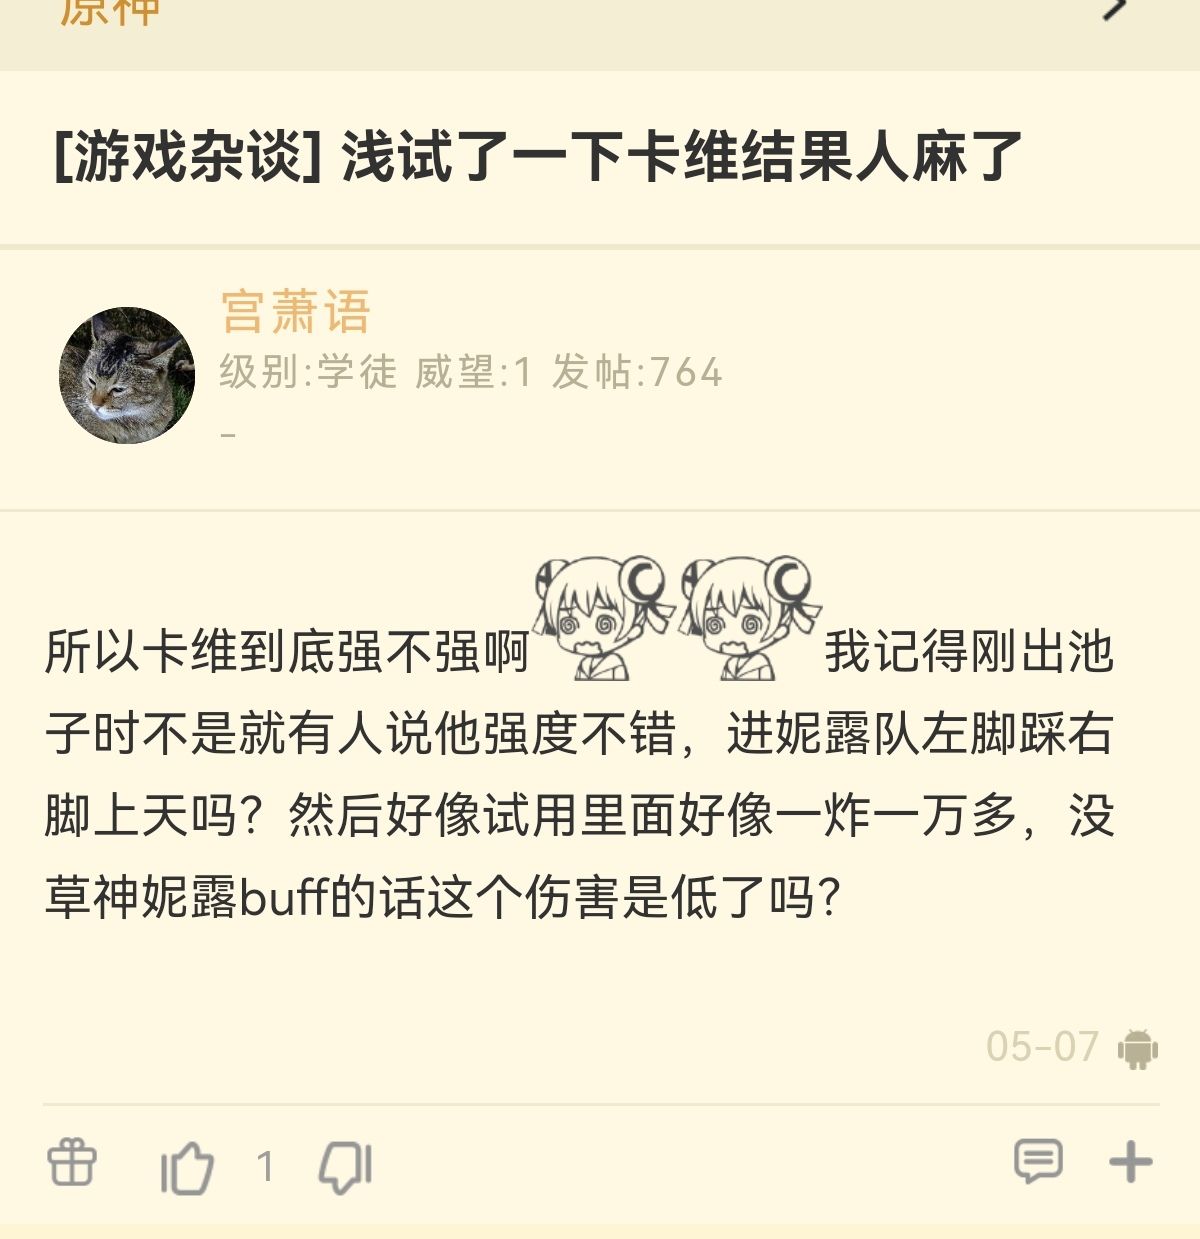 原神
[游戏杂谈] 浅试了一下卡维结果人麻了
宫萧语
级别:学徒 威望:1 发帖:764
-
所以卡维到底强不强啊我记得刚出池
子时不是就有人说他强度不错，进妮露队左脚踩右
脚上天吗？然后好像试用里面好像一炸一万多，没
草神妮露buff的话这个伤害是低了吗？
05-07
1